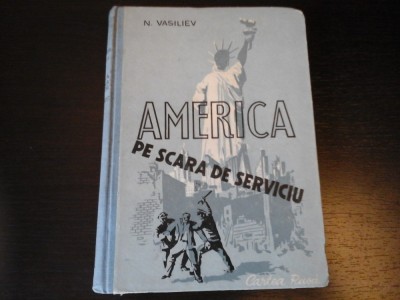 N. VASILIEV
AMERICA
PE SCARA DE SERVICIU
Cartea Rusă